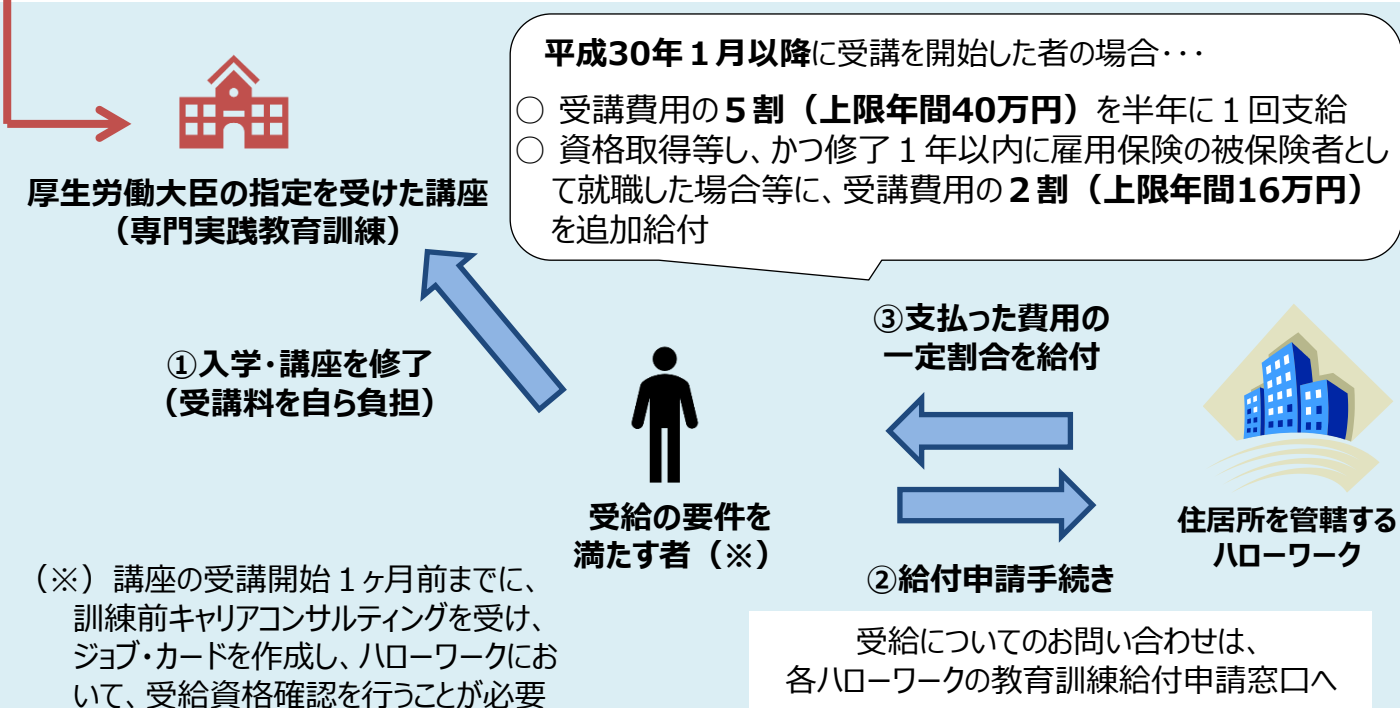 平成30年１月以降に受講を開始した者の場合･･･
○ 受講費用の５割（上限年間40万円）を半年に１回支給
○ 資格取得等し、かつ修了１年以内に雇用保険の被保険者とし
て就職した場合等に、受講費用の２割（上限年間16万円）
を追加給付
厚生労働大臣の指定を受けた講座
（専門実践教育訓練）
①入学･講座を修了
（受講料を自ら負担）
③支払った費用の
一定割合を給付
受給の要件を
満たす者（※）
②給付申請手続き
住居所を管轄する
ハローワーク
（※）講座の受講開始１ヶ月前までに、
訓練前キャリアコンサルティングを受け、
ジョブ・カードを作成し、ハローワークにお
いて、受給資格確認を行うことが必要
受給についてのお問い合わせは、
各ハローワークの教育訓練給付申請窓口へ